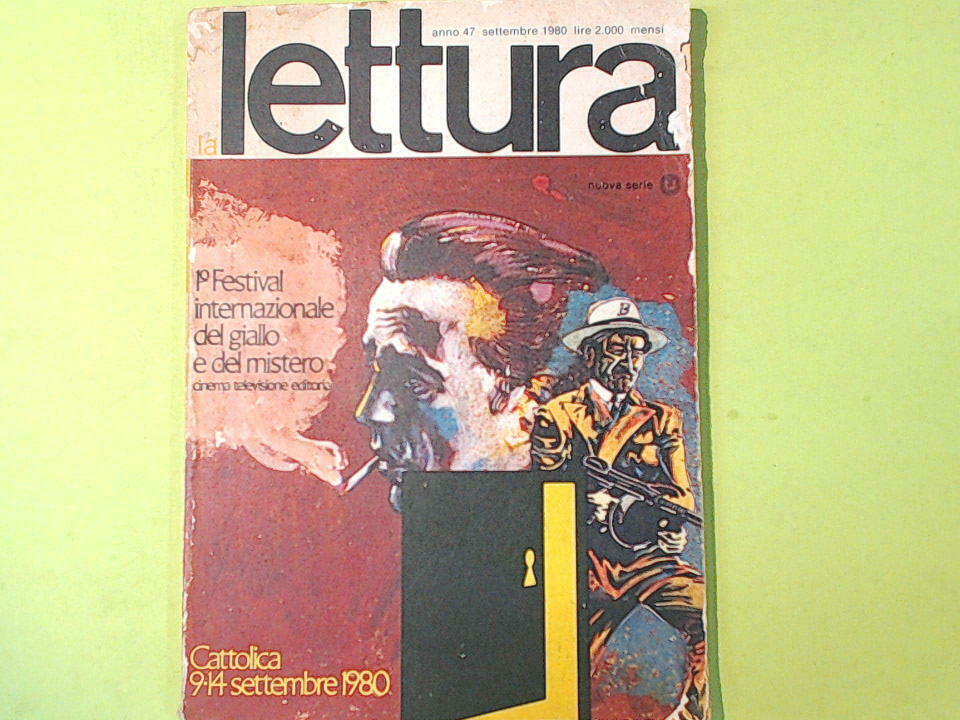 anno 47 settembre 1980 lire 2.000 mensi
la lettura
nuova serie
1º Festival
internazionale
del giallo
e del mistero
cinema televisione editoria
B
Cattolica
9·14 settembre 1980